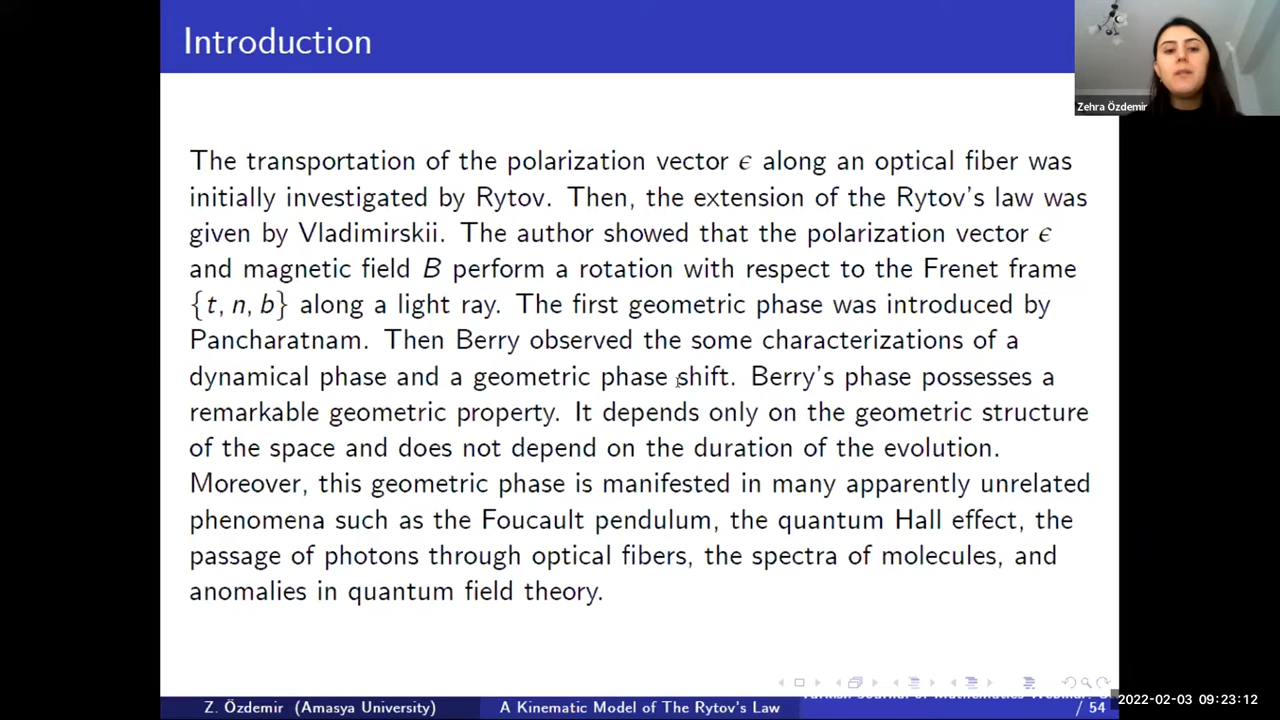 Introduction
Zehra Özdemir
The transportation of the polarization vector ϵ along an optical fiber was
initially investigated by Rytov. Then, the extension of the Rytov's law was
given by Vladimirskii. The author showed that the polarization vector ϵ
and magnetic field B perform a rotation with respect to the Frenet frame
{t, n, b} along a light ray. The first geometric phase was introduced by
Pancharatnam. Then Berry observed the some characterizations of a
dynamical phase and a geometric phase shift. Berry's phase possesses a
remarkable geometric property. It depends only on the geometric structure
of the space and does not depend on the duration of the evolution.
Moreover, this geometric phase is manifested in many apparently unrelated
phenomena such as the Foucault pendulum, the quantum Hall effect, the
passage of photons through optical fibers, the spectra of molecules, and
anomalies in quantum field theory.
Z. Özdemir (Amasya University) A Kinematic Model of The Rytov's Law / 54
2022-02-03 09:23:12